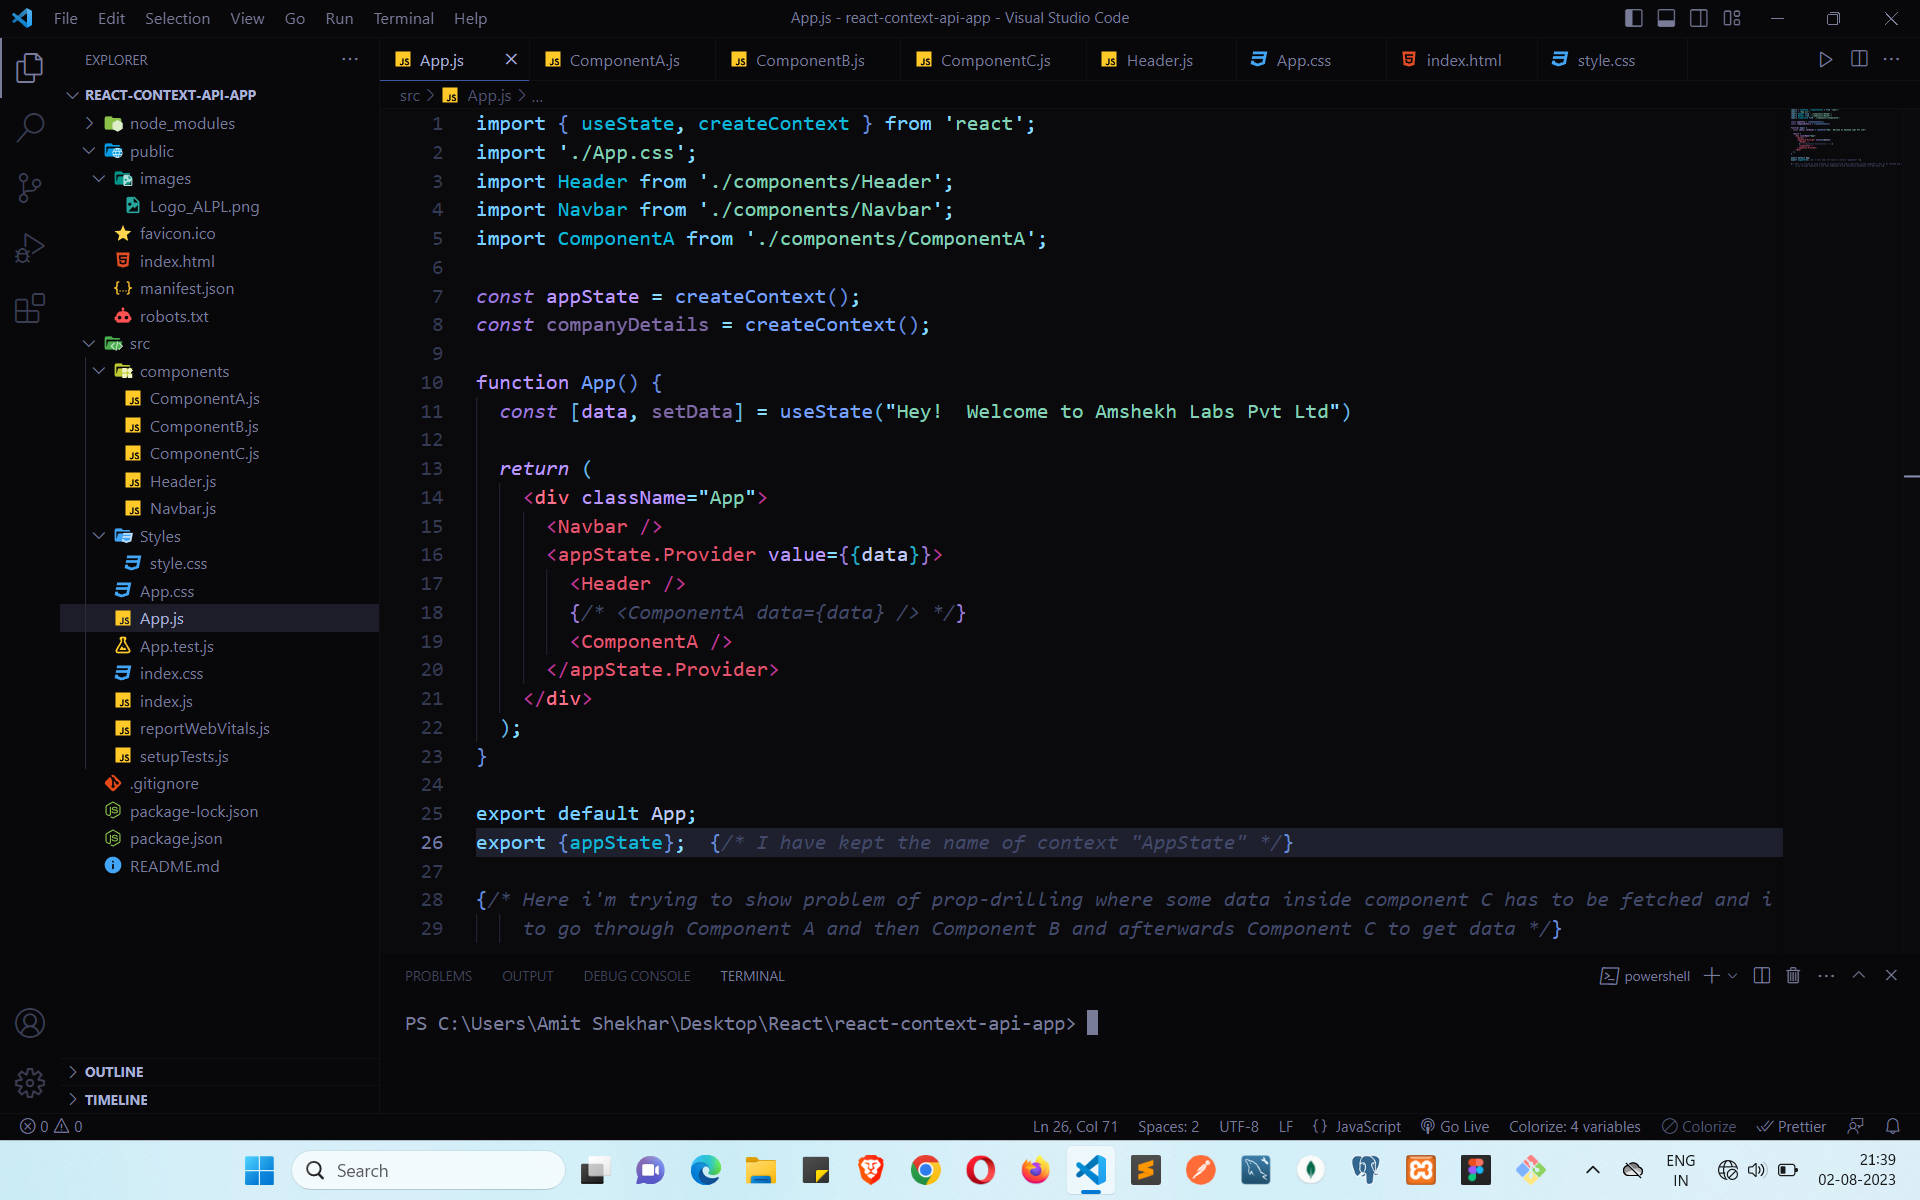 File Edit Selection View Go Run Terminal Help
App.js - react-context-api-app - Visual Studio Code
EXPLORER
REACT-CONTEXT-API-APP
node_modules
public
images
Logo_ALPL.png
favicon.ico
index.html
manifest.json
robots.txt
src
components
ComponentA.js
ComponentB.js
ComponentC.js
Header.js
Navbar.js
Styles
style.css
App.css
App.js
App.test.js
index.css
index.js
reportWebVitals.js
setupTests.js
.gitignore
package-lock.json
package.json
README.md
OUTLINE
TIMELINE
App.js ComponentA.js ComponentB.js ComponentC.js Header.js App.css index.html style.css
src > App.js > ...
1 import { useState, createContext } from 'react';
2 import './App.css';
3 import Header from './components/Header';
4 import Navbar from './components/Navbar';
5 import ComponentA from './components/ComponentA';
6
7 const appState = createContext();
8 const companyDetails = createContext();
9
10 function App() {
11 const [data, setData] = useState("Hey!  Welcome to Amshekh Labs Pvt Ltd")
12
13 return (
14 <div className="App">
15 <Navbar />
16 <appState.Provider value={{data}}>
17 <Header />
18 {/* <ComponentA data={data} /> */}
19 <ComponentA />
20 </appState.Provider>
21 </div>
22 );
23 }
24
25 export default App;
26 export {appState};  {/* I have kept the name of context "AppState" */}
27
28 {/* Here i'm trying to show problem of prop-drilling where some data inside component C has to be fetched and i
29 to go through Component A and then Component B and afterwards Component C to get data */}
PROBLEMS OUTPUT DEBUG CONSOLE TERMINAL
powershell
PS C:\Users\Amit Shekhar\Desktop\React\react-context-api-app>
0 0
Ln 26, Col 71 Spaces: 2 UTF-8 LF {} JavaScript Go Live Colorize: 4 variables Colorize Prettier
Search
ENG
IN
21:39
02-08-2023